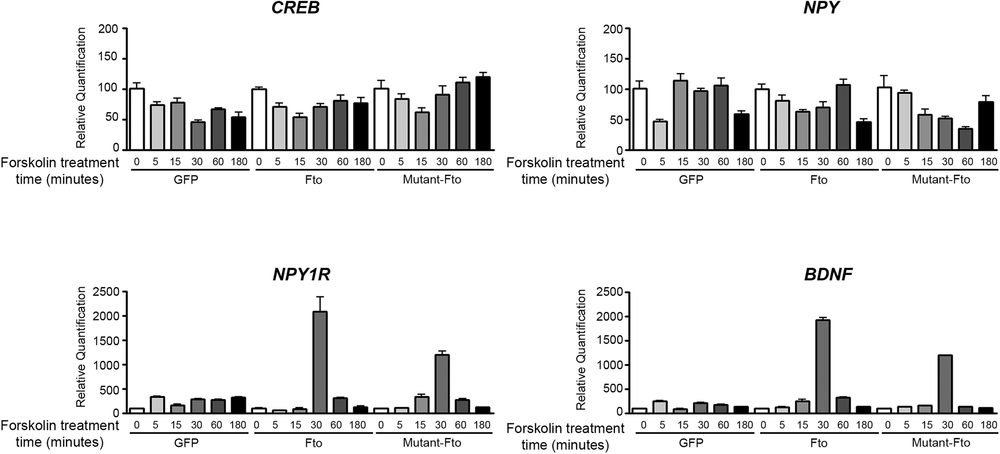 CREB
Relative Quantification
200
150
100
50
0
Forskolin treatment 0 5 15 30 60 180 0 5 15 30 60 180 0 5 15 30 60 180
time (minutes) GFP Fto Mutant-Fto
NPY
Relative Quantification
200
150
100
50
0
Forskolin treatment 0 5 15 30 60 180 0 5 15 30 60 180 0 5 15 30 60 180
time (minutes) GFP Fto Mutant-Fto
NPY1R
Relative Quantification
2500
2000
1500
1000
500
0
Forskolin treatment 0 5 15 30 60 180 0 5 15 30 60 180 0 5 15 30 60 180
time (minutes) GFP Fto Mutant-Fto
BDNF
Relative Quantification
2500
2000
1500
1000
500
0
Forskolin treatment 0 5 15 30 60 180 0 5 15 30 60 180 0 5 15 30 60 180
time (minutes) GFP Fto Mutant-Fto